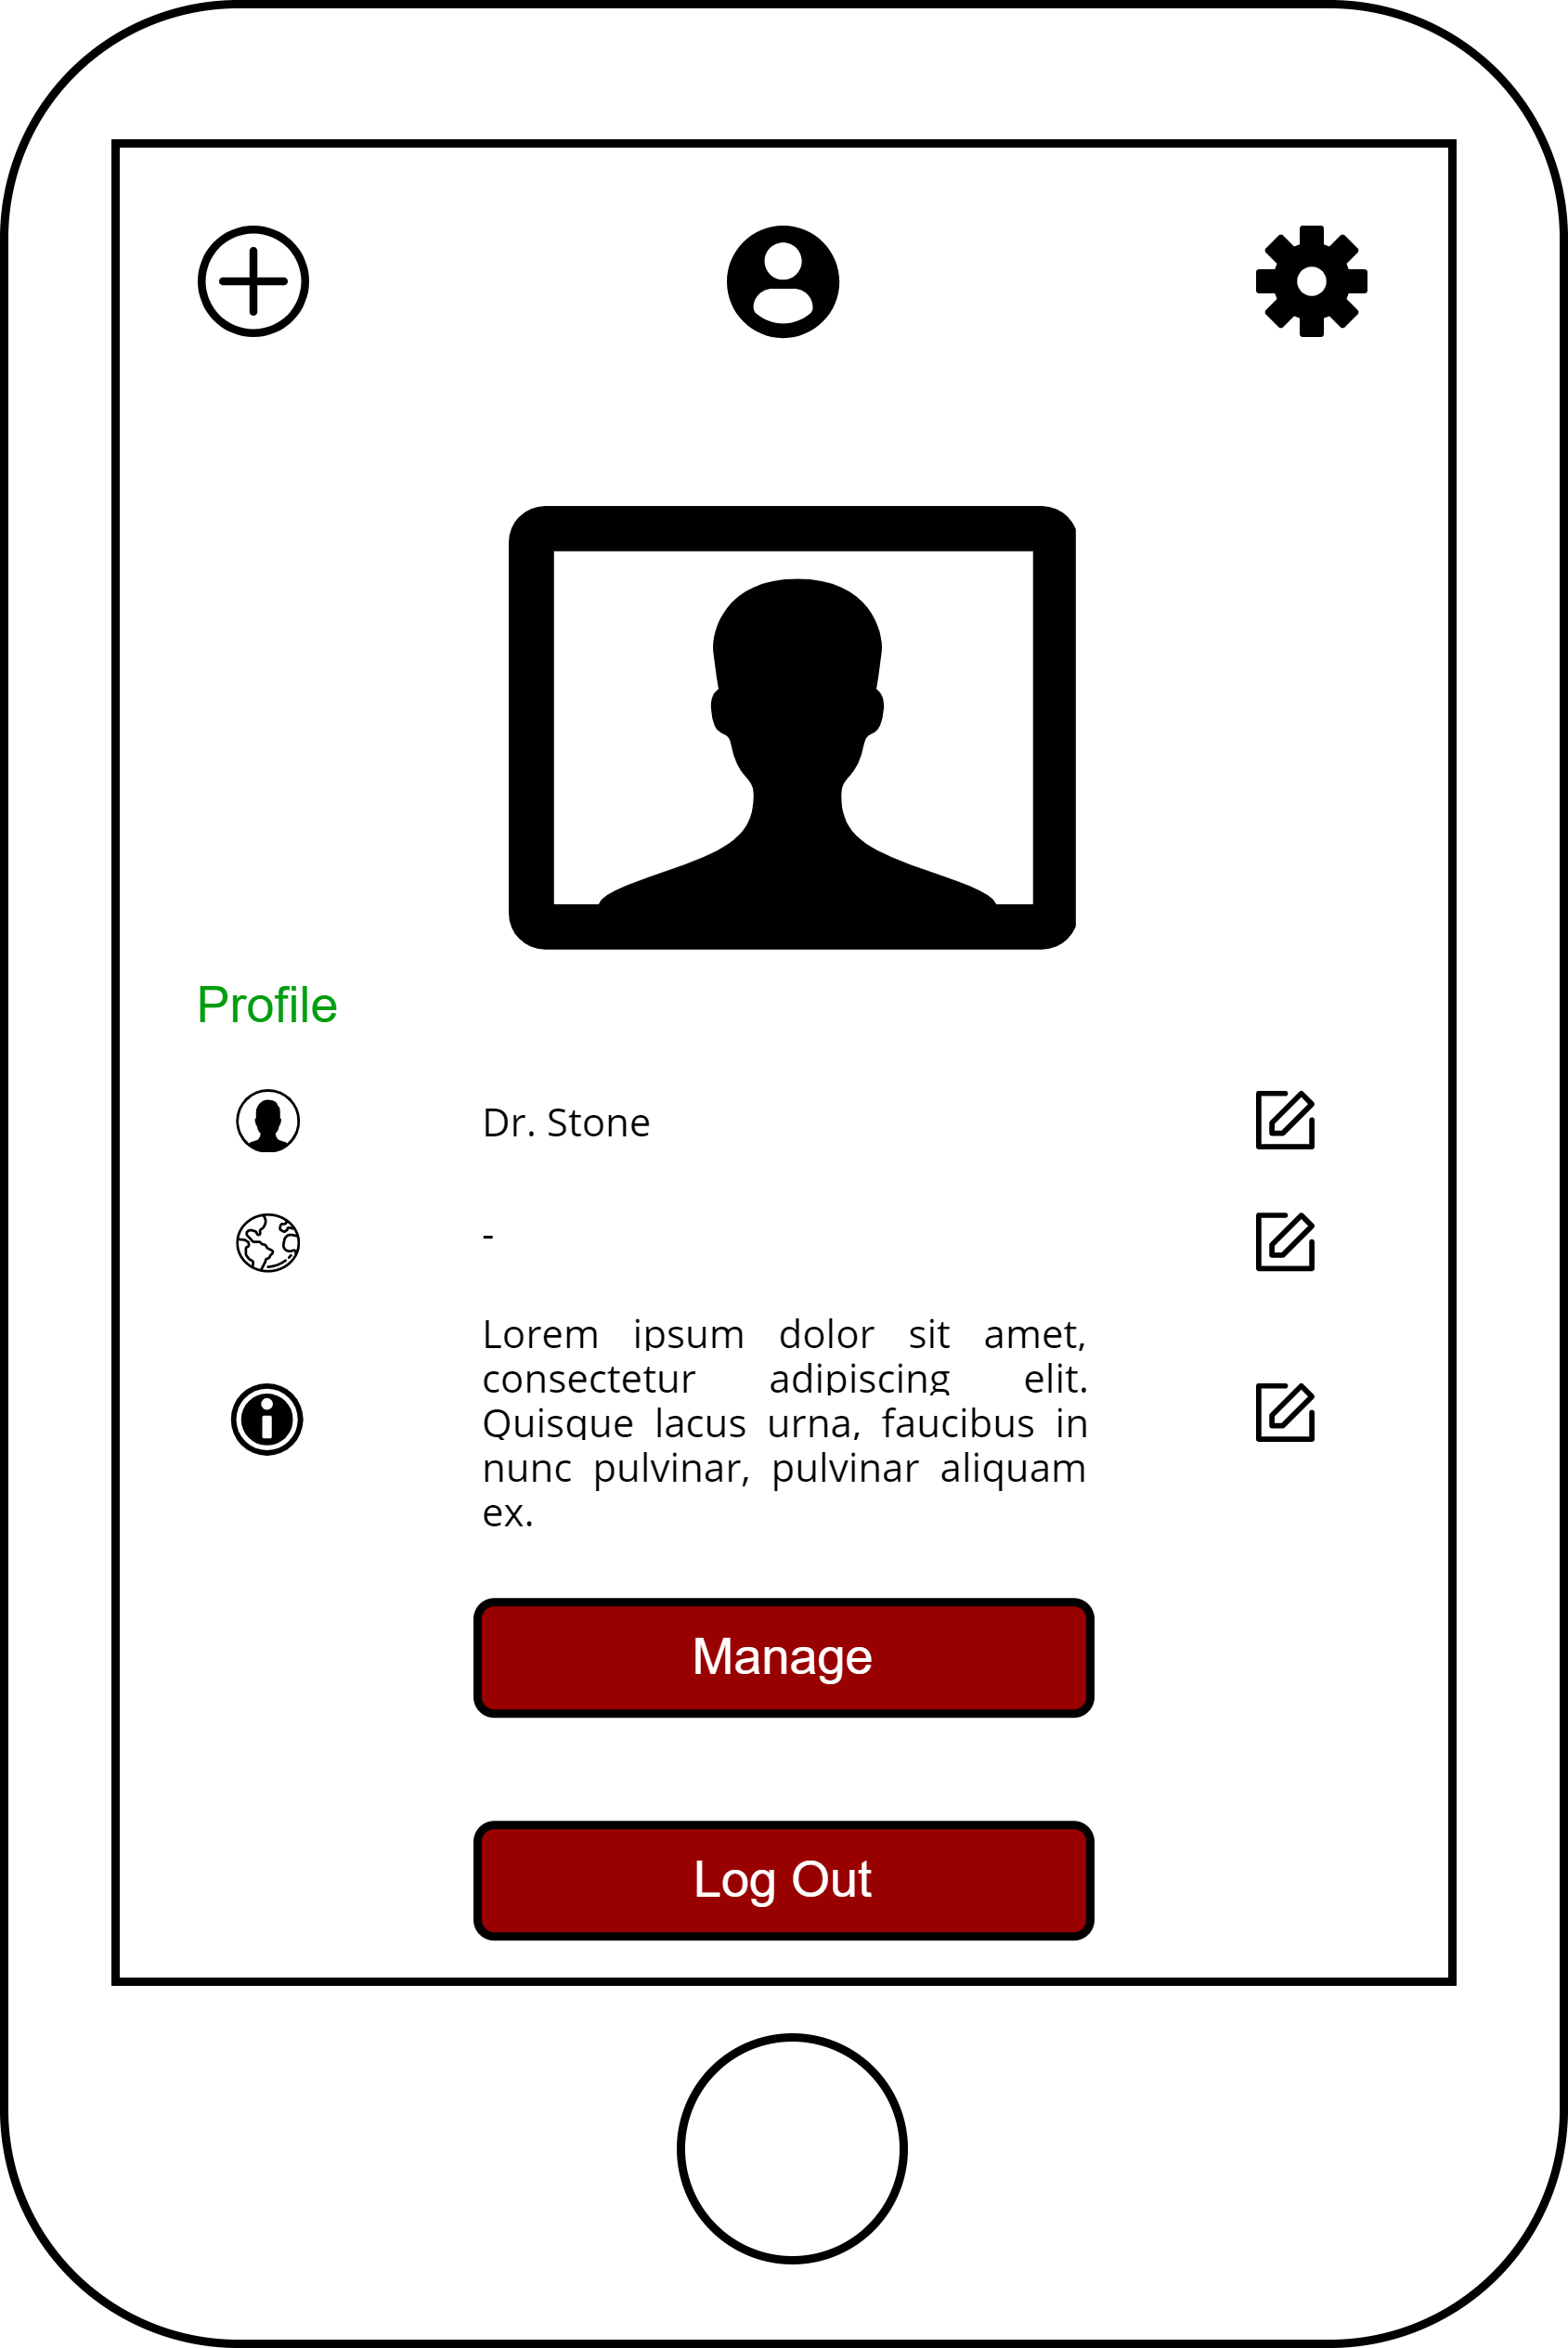 Profile
Dr. Stone
-
Lorem ipsum dolor sit amet,
consectetur adipiscing elit.
Quisque lacus urna, faucibus in
nunc pulvinar, pulvinar aliquam
ex.
Manage
Log Out